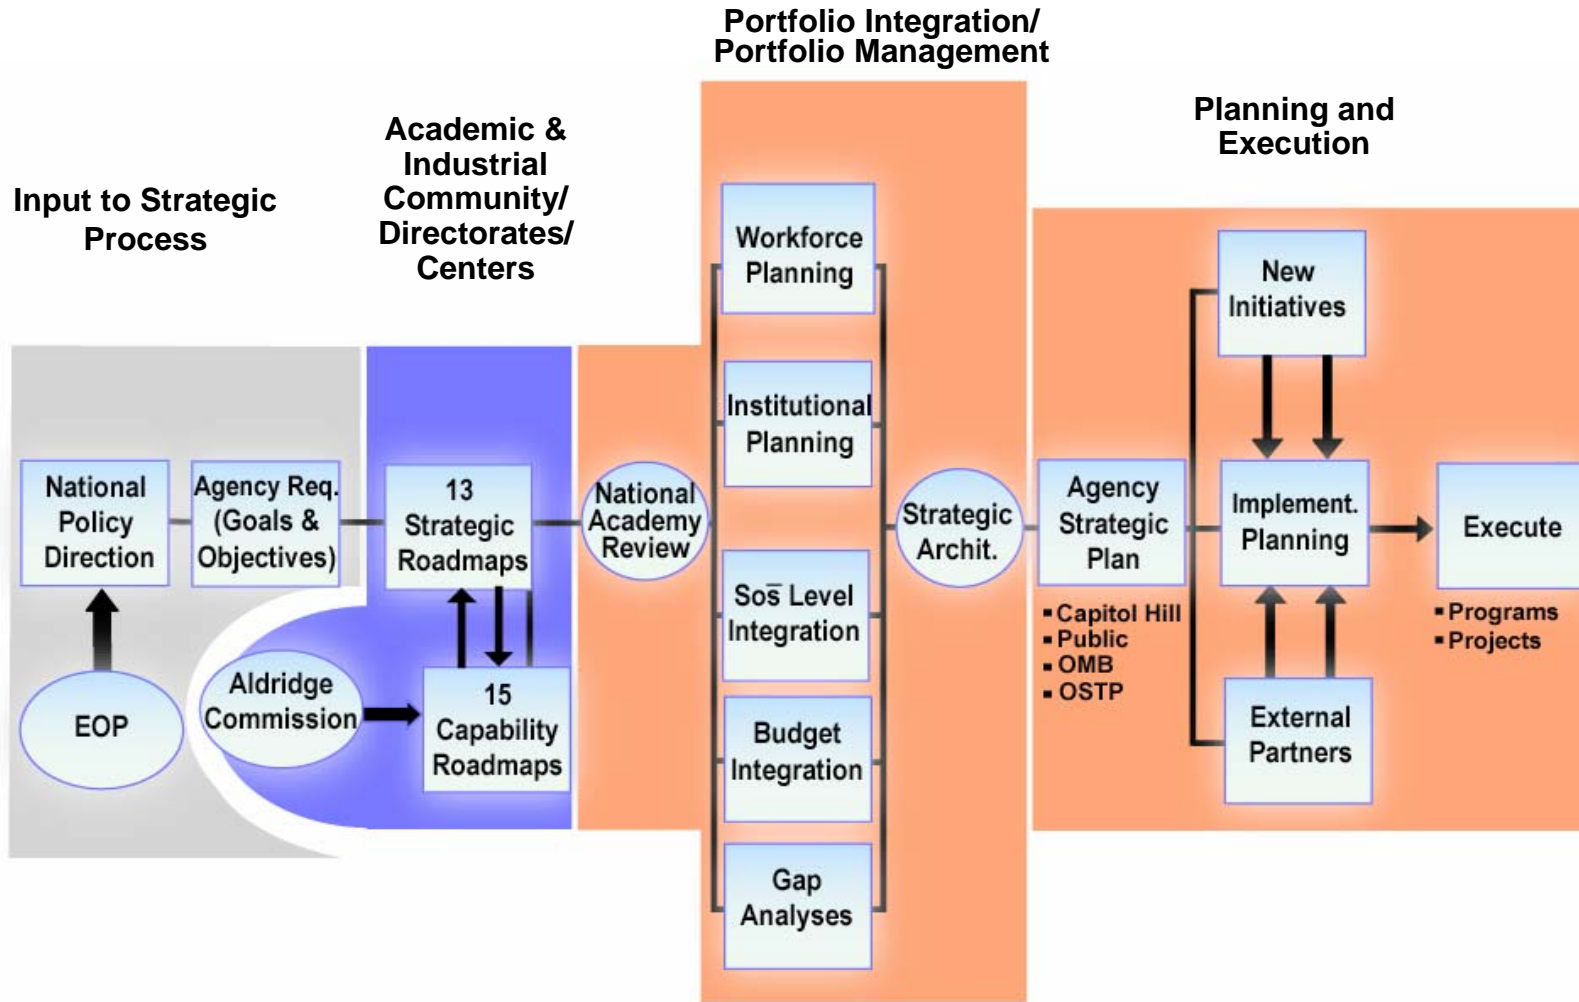 Portfolio Integration/
Portfolio Management
Planning and
Execution
Academic &
Industrial
Community/
Directorates/
Centers
Input to Strategic
Process
National
Policy
Direction
Agency Req.
(Goals &
Objectives)
EOP
Aldridge
Commission
13
Strategic
Roadmaps
15
Capability
Roadmaps
National
Academy
Review
Workforce
Planning
Institutional
Planning
SoS Level
Integration
Budget
Integration
Gap
Analyses
Strategic
Archit.
Agency
Strategic
Plan
▪ Capitol Hill
▪ Public
▪ OMB
▪ OSTP
New
Initiatives
Implement.
Planning
External
Partners
Execute
▪ Programs
▪ Projects